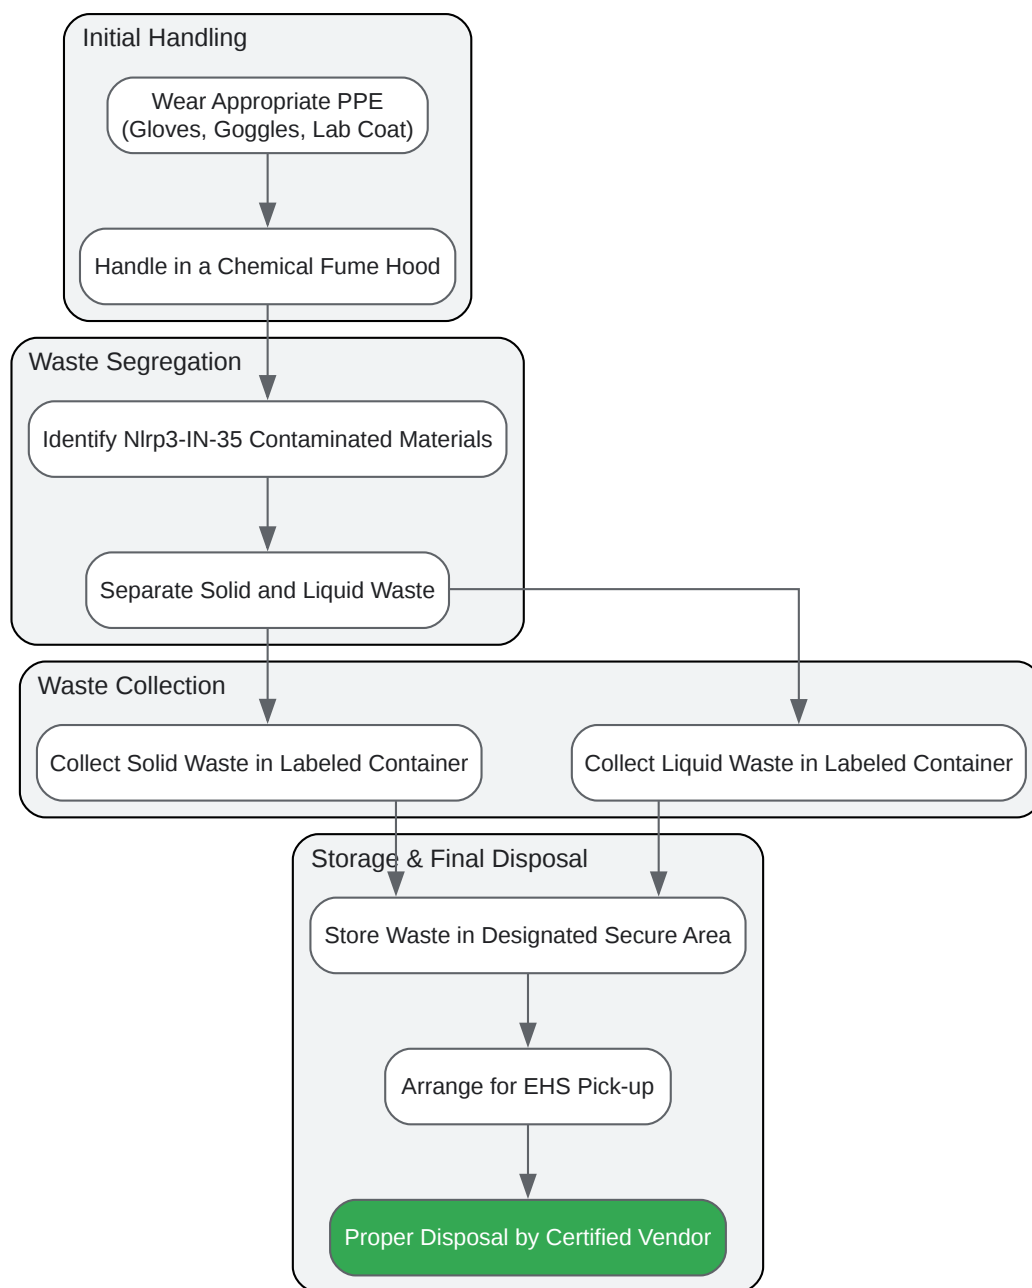 Initial Handling
Wear Appropriate PPE
(Gloves, Goggles, Lab Coat)
Handle in a Chemical Fume Hood
Waste Segregation
Identify Nlrp3-IN-35 Contaminated Materials
Separate Solid and Liquid Waste
Waste Collection
Collect Solid Waste in Labeled Container
Collect Liquid Waste in Labeled Container
Storage & Final Disposal
Store Waste in Designated Secure Area
Arrange for EHS Pick-up
Proper Disposal by Certified Vendor